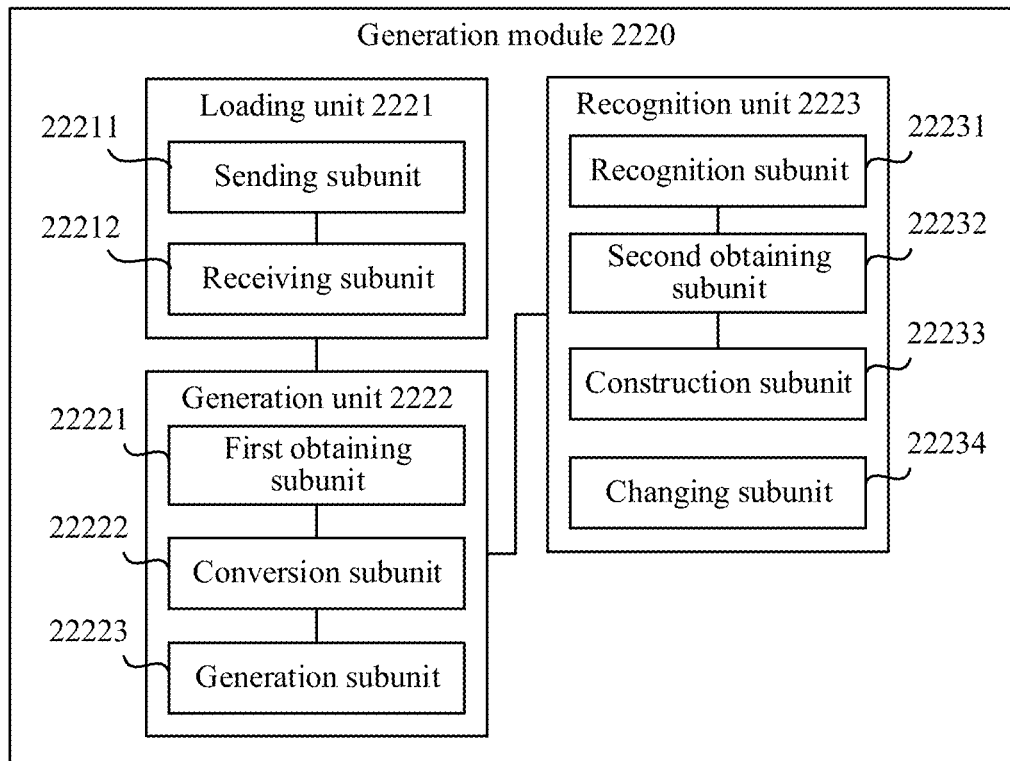 Generation module 2220
Loading unit 2221
22211
Sending subunit
22212
Receiving subunit
Generation unit 2222
22221
First obtaining
subunit
22222
Conversion subunit
22223
Generation subunit
Recognition unit 2223
22231
Recognition subunit
22232
Second obtaining
subunit
22233
Construction subunit
22234
Changing subunit